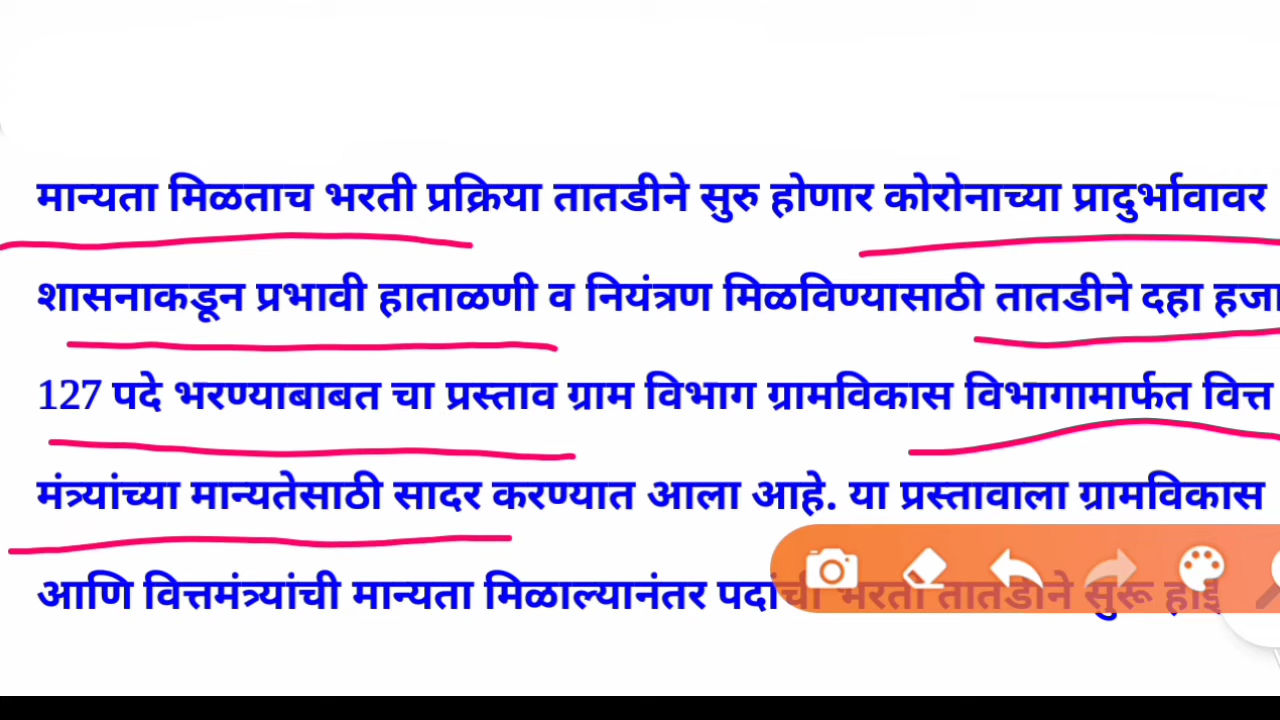 मान्यता मिळताच भरती प्रक्रिया तातडीने सुरु होणार कोरोनाच्या प्रादुर्भावावर
शासनाकडून प्रभावी हाताळणी व नियंत्रण मिळविण्यासाठी तातडीने दहा
127 पदे भरण्याबाबत चा प्रस्ताव ग्राम विभाग ग्रामविकास विभागामार्फत वित्त
मंत्र्यांच्या मान्यतेसाठी सादर करण्यात आला आहे. या प्रस्तावाला ग्रामविकास
आणि वित्तमंत्र्यांची मान्यता मिळाल्यानंतर पदांची भरती तातडीने सुरू